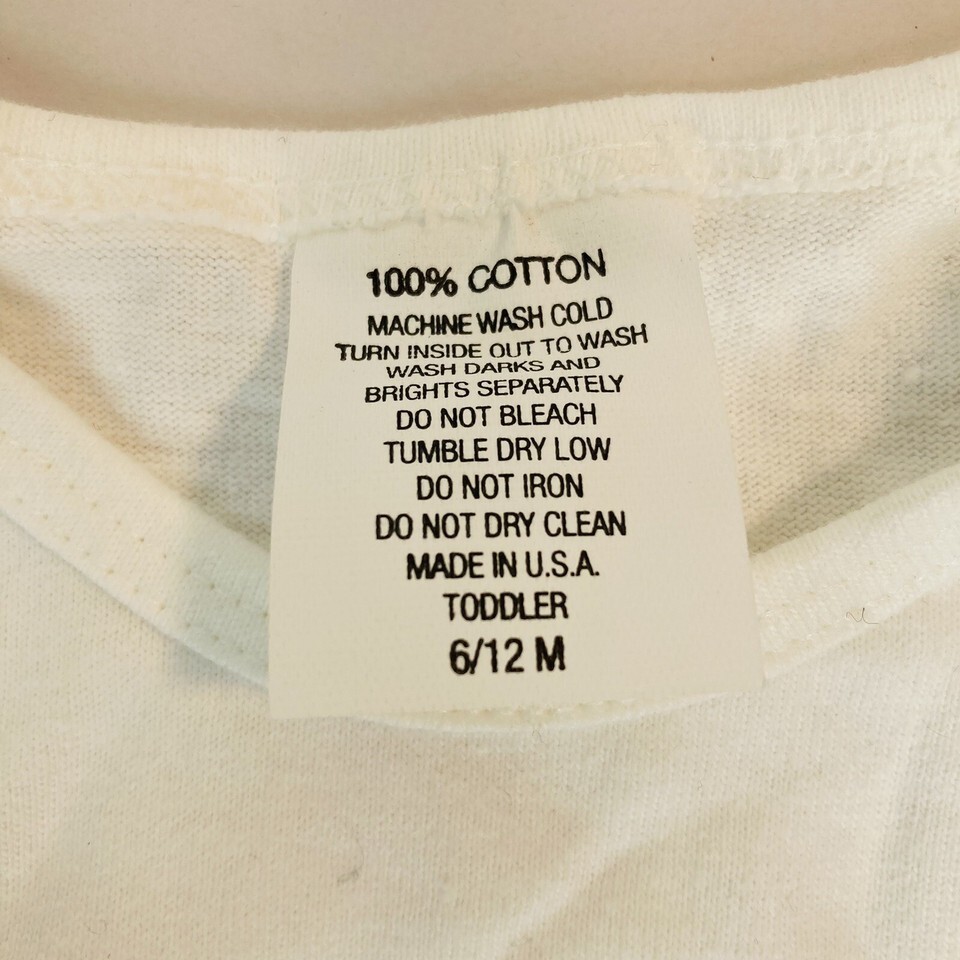 100% COTTON
MACHINE WASH COLD
TURN INSIDE OUT TO WASH
WASH DARKS AND
BRIGHTS SEPARATELY
DO NOT BLEACH
TUMBLE DRY LOW
DO NOT IRON
DO NOT DRY CLEAN
MADE IN U.S.A.
TODDLER
6/12 M